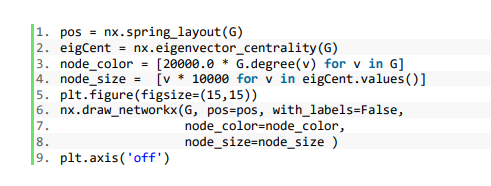 1. pos = nx.spring_layout(G)
2. eigCent = nx.eigenvector_centrality(G)
3. node_color = [20000.0 * G.degree(v) for v in G]
4. node_size =  [v * 10000 for v in eigCent.values()]
5. plt.figure(figsize=(15,15))
6. nx.draw_networkx(G, pos=pos, with_labels=False,
7.                  node_color=node_color,
8.                  node_size=node_size )
9. plt.axis('off')